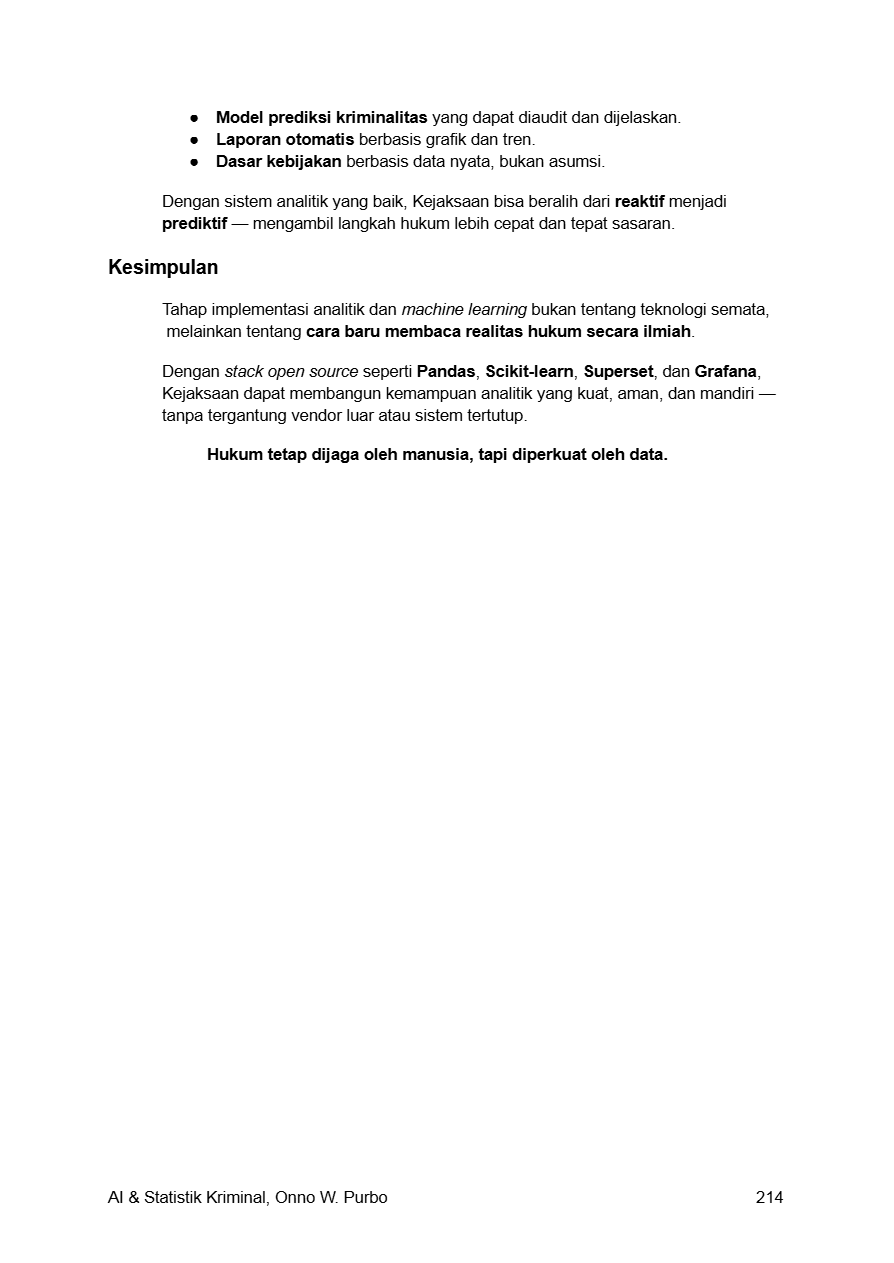 ● Model prediksi kriminalitas yang dapat diaudit dan dijelaskan.
● Laporan otomatis berbasis grafik dan tren.
● Dasar kebijakan berbasis data nyata, bukan asumsi.
Dengan sistem analitik yang baik, Kejaksaan bisa beralih dari reaktif menjadi
prediktif — mengambil langkah hukum lebih cepat dan tepat sasaran.
Kesimpulan
Tahap implementasi analitik dan machine learning bukan tentang teknologi semata,
melainkan tentang cara baru membaca realitas hukum secara ilmiah.
Dengan stack open source seperti Pandas, Scikit-learn, Superset, dan Grafana,
Kejaksaan dapat membangun kemampuan analitik yang kuat, aman, dan mandiri —
tanpa tergantung vendor luar atau sistem tertutup.
Hukum tetap dijaga oleh manusia, tapi diperkuat oleh data.
AI & Statistik Kriminal, Onno W. Purbo 214